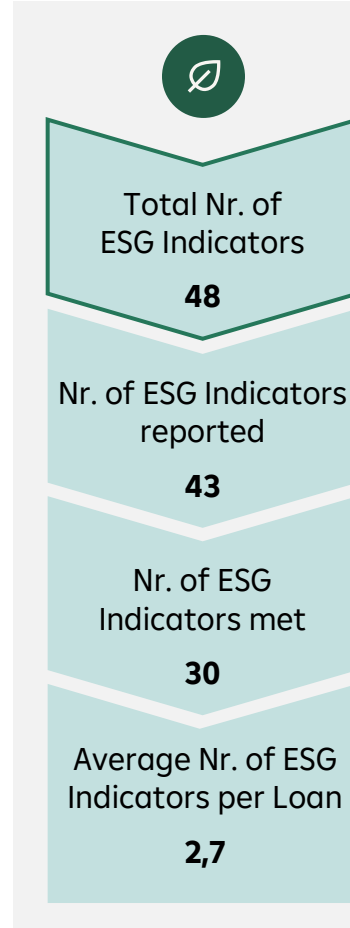 Total Nr. of
ESG Indicators
48
Nr. of ESG Indicators
reported
43
Nr. of ESG
Indicators met
30
Average Nr. of ESG
Indicators per Loan
2,7